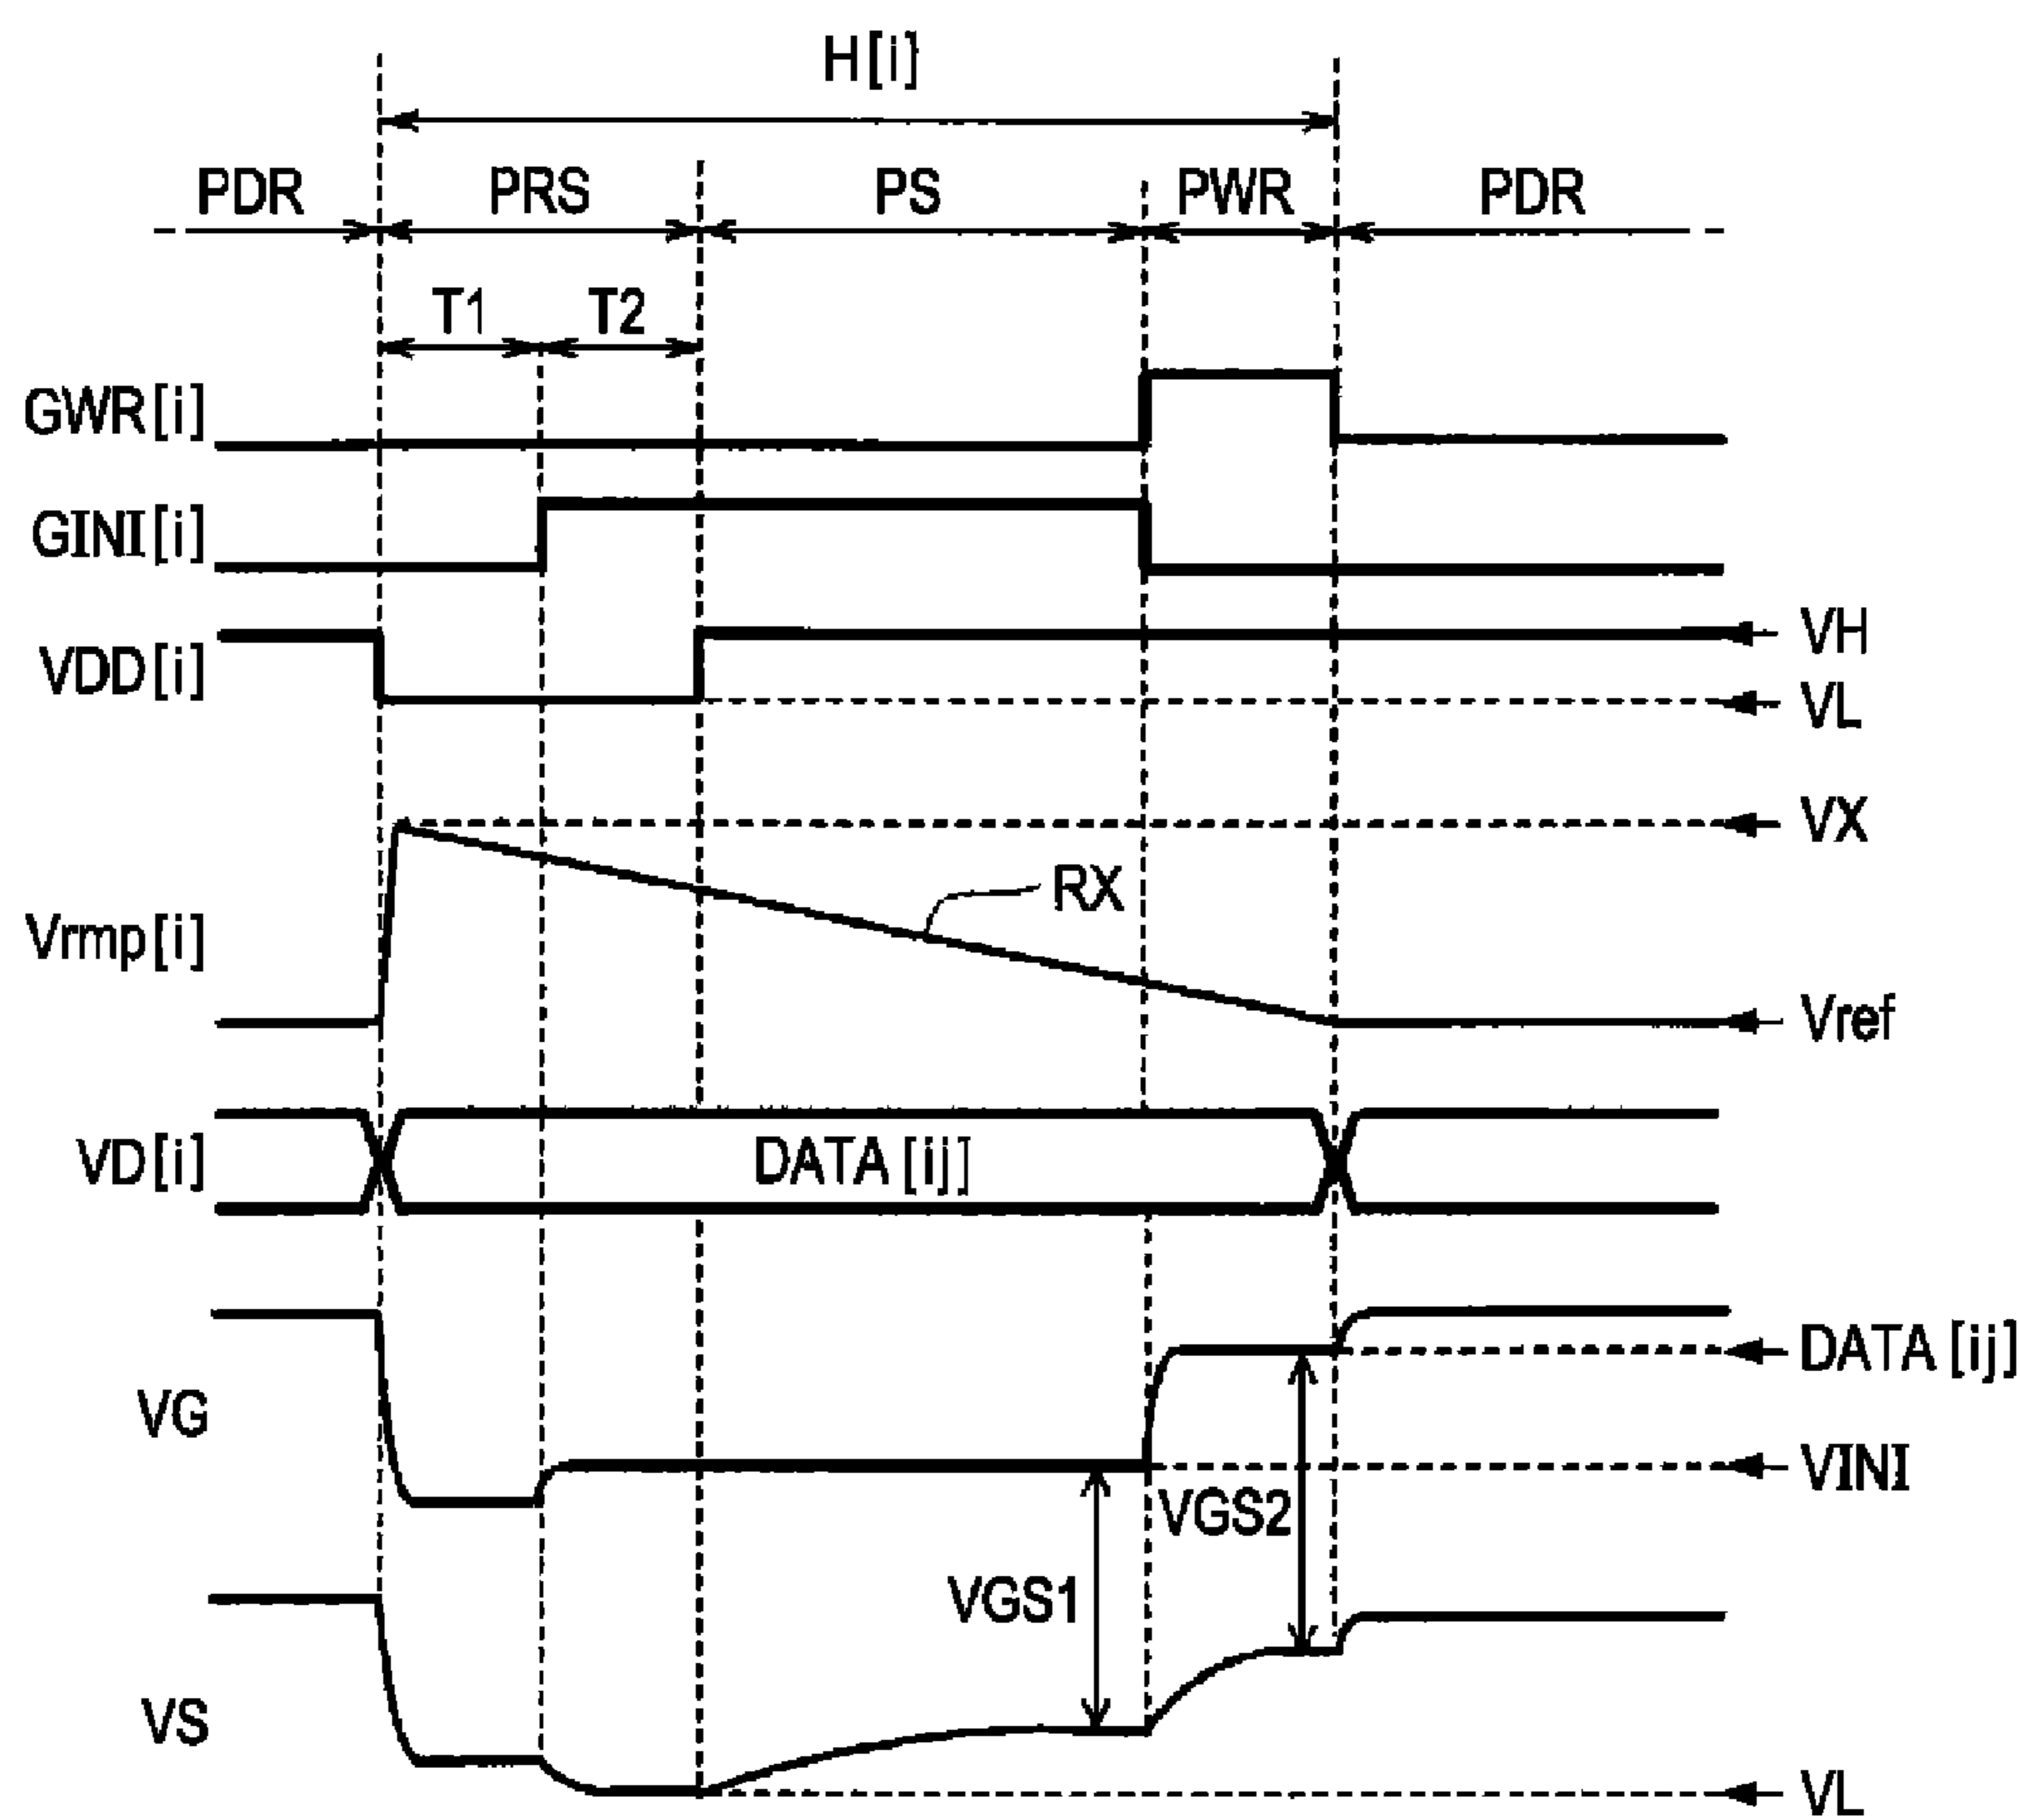 H[i]
PDR PRS PS PWR PDR
T1 T2
GWR[i]
GINI[i]
VDD[i]
VH
VL
VX
RX
Vrmp[i]
Vref
VD[i]
DATA[ij]
DATA[ij]
VG
VINI
VGS2
VGS1
VS
VL